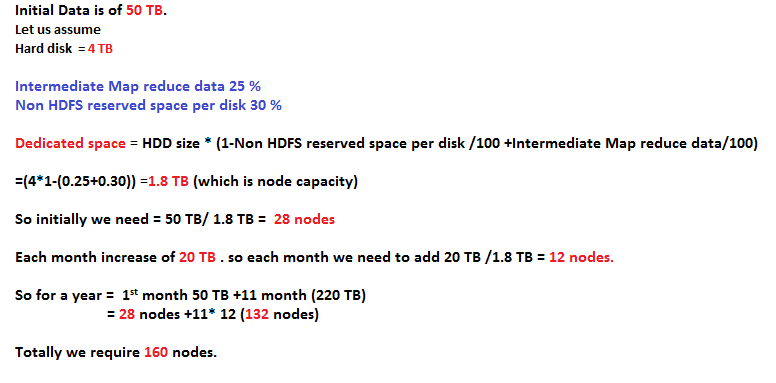 Initial Data is of 50 TB.
Let us assume
Hard disk = 4 TB
Intermediate Map reduce data 25 %
Non HDFS reserved space per disk 30 %
Dedicated space = HDD size * (1-Non HDFS reserved space per disk /100 +Intermediate Map reduce data/100)
=(4*1-(0.25+0.30)) =1.8 TB (which is node capacity)
So initially we need = 50 TB/ 1.8 TB = 28 nodes
Each month increase of 20 TB . so each month we need to add 20 TB /1.8 TB = 12 nodes.
So for a year = 1st month 50 TB +11 month (220 TB)
= 28 nodes +11* 12 (132 nodes)
Totally we require 160 nodes.